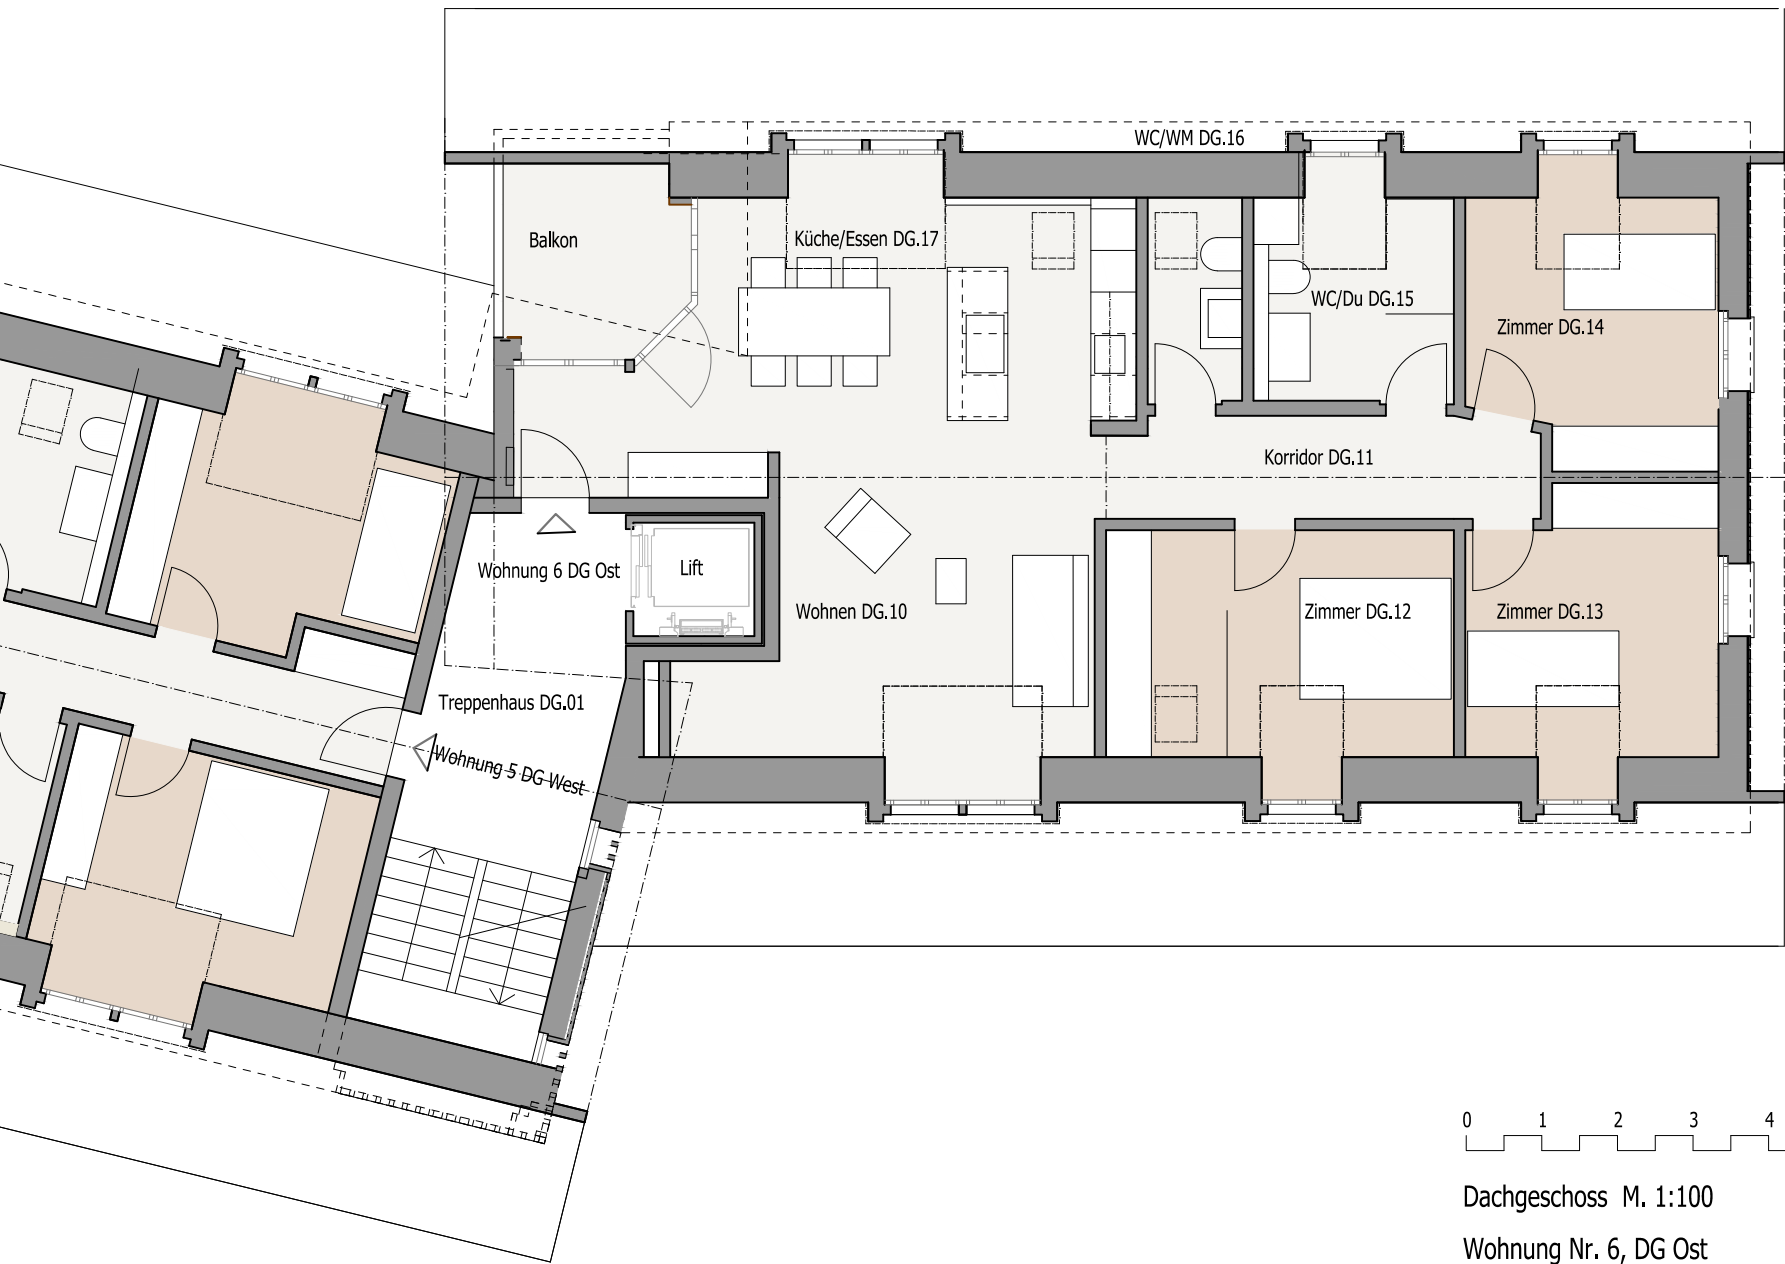 WC/WM DG.16
Balkon
Küche/Essen DG.17
WC/Du DG.15
Zimmer DG.14
Korridor DG.11
Wohnung 6 DG Ost
Lift
Wohnen DG.10
Zimmer DG.12
Zimmer DG.13
Treppenhaus DG.01
Wohnung 5 DG West
0 1 2 3 4
Dachgeschoss M. 1:100
Wohnung Nr. 6, DG Ost